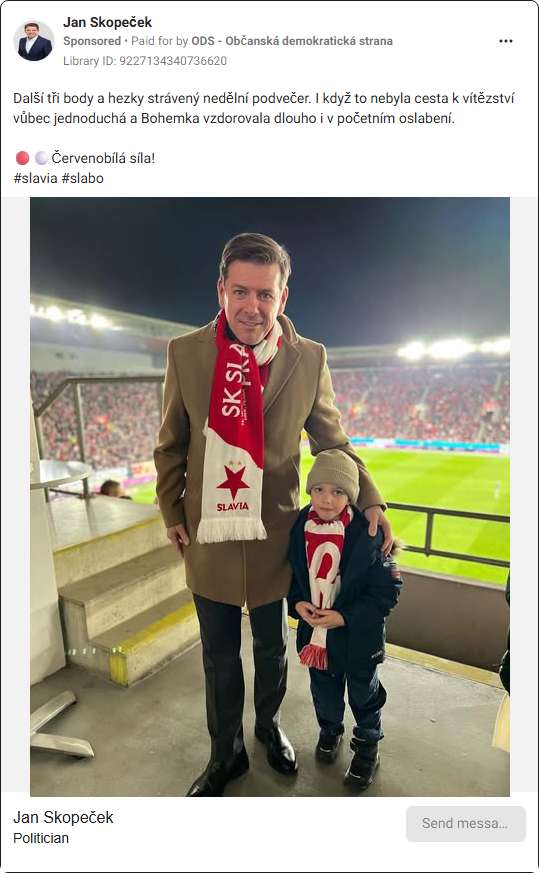 Jan Skopeček
Sponsored • Paid for by ODS - Občanská demokratická strana
Library ID: 9227134340736620
Další tři body a hezky strávený nedělní podvečer. I když to nebyla cesta k vítězství
vůbec jednoduchá a Bohemka vzdorovala dlouho i v početním oslabení.
🔴⚪Červenobílá síla!
#slavia #slabo
SK SLA
PRA
SLAVIA
Jan Skopeček
Politician
Send messa...